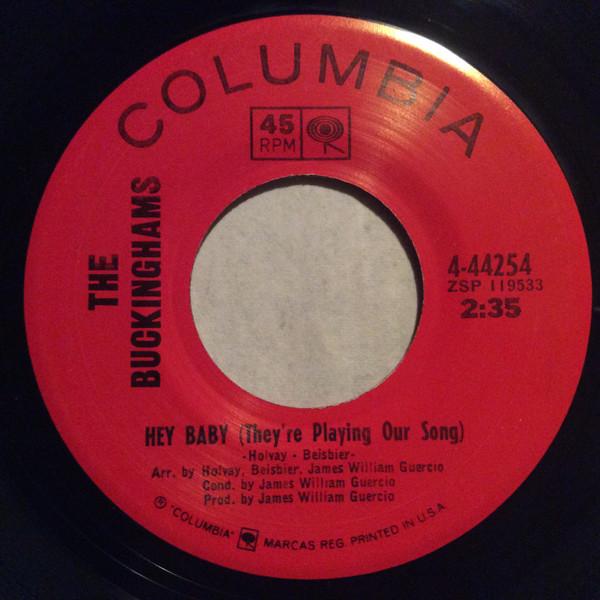 COLUMBIA
45
RPM
THE
BUCKINGHAMS
4-44254
ZSP 119533
2:35
HEY BABY (They're Playing Our Song)
-Holvay - Beisbier-
Arr. by Holvay, Beisbier, James William Guercio
Cond. by James William Guercio
Prod. by James William Guercio
® "COLUMBIA" MARCAS REG. PRINTED IN U.S.A.